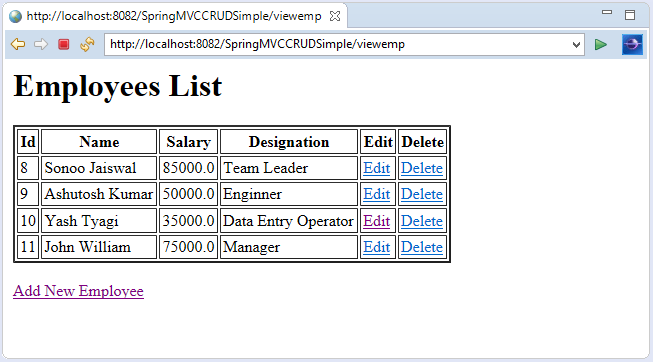 http://localhost:8082/SpringMVCCRUDSimple/viewemp
http://localhost:8082/SpringMVCCRUDSimple/viewemp
Employees List
Id Name Salary Designation Edit Delete
8 Sonoo Jaiswal 85000.0 Team Leader Edit Delete
9 Ashutosh Kumar 50000.0 Enginner Edit Delete
10 Yash Tyagi 35000.0 Data Entry Operator Edit Delete
11 John William 75000.0 Manager Edit Delete
Add New Employee